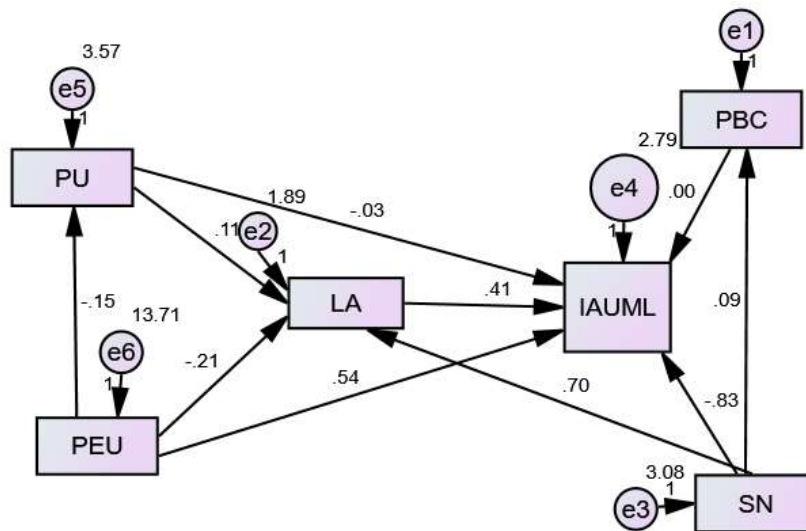 e1
3.57
e5
1
1
PBC
2.79
PU
e4
1.89
-.03
.00
.11
e2
1
1
LA
.41
IAUML
.09
-.15
13.71
e6
1
-.21
.54
.70
-.83
PEU
3.08
1
e3
SN